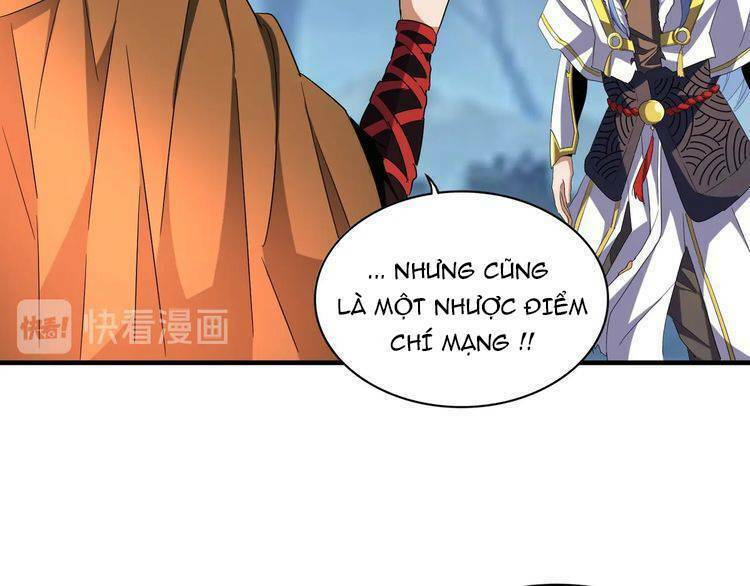 ... NHƯNG CŨNG
LÀ MỘT NHƯỢC ĐIỂM
CHÍ MẠNG !!
快看! 快看漫画